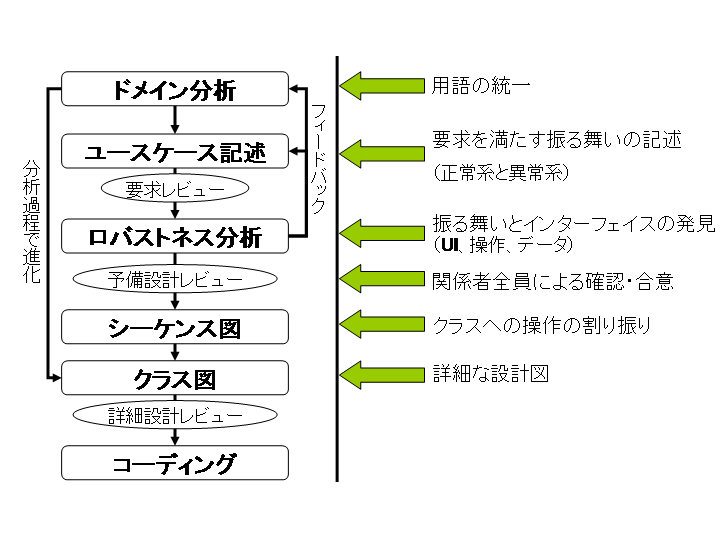 ドメイン分析
用語の統一
フィードバック
ユースケース記述
要求を満たす振る舞いの記述
（正常系と異常系）
要求レビュー
分析過程で進化
ロバストネス分析
振る舞いとインターフェイスの発見
（UI、操作、データ）
予備設計レビュー
関係者全員による確認・合意
シーケンス図
クラスへの操作の割り振り
クラス図
詳細な設計図
詳細設計レビュー
コーディング